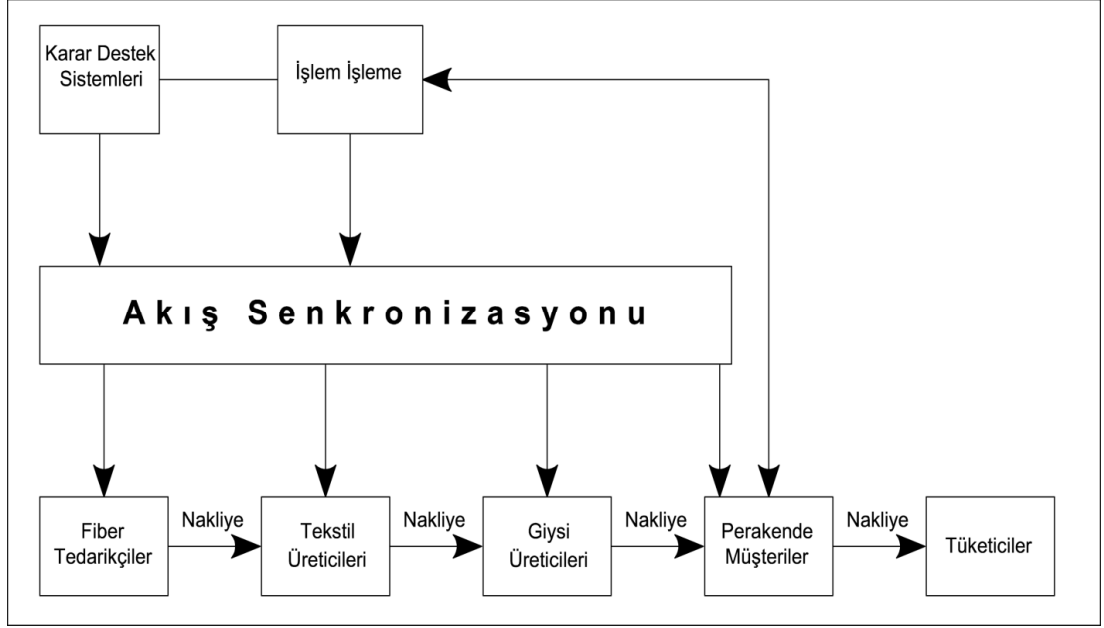 Karar Destek
Sistemleri
İşlem İşleme
Akış Senkronizasyonu
Fiber
Tedarikçiler
Nakliye
Tekstil
Üreticileri
Nakliye
Giysi
Üreticileri
Nakliye
Perakende
Müşteriler
Nakliye
Tüketiciler